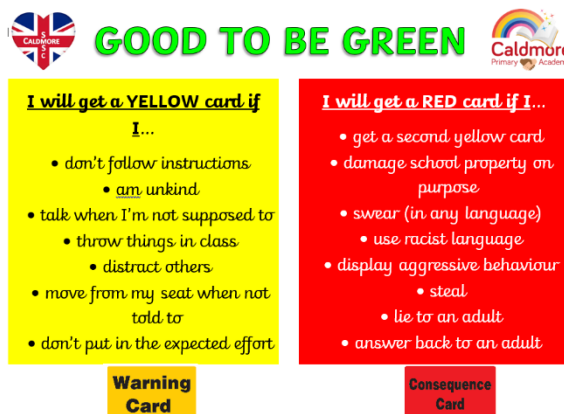 CALDMORE
SMSC
GOOD TO BE GREEN
Caldmore
Primary Academy
I will get a YELLOW card if
I...
• don't follow instructions
• am unkind
• talk when I'm not supposed to
• throw things in class
• distract others
• move from my seat when not
told to
• don't put in the expected effort
Warning
Card
I will get a RED card if I...
• get a second yellow card
• damage school property on
purpose
• swear (in any language)
• use racist language
• display aggressive behaviour
• steal
• lie to an adult
• answer back to an adult
Consequence
Card